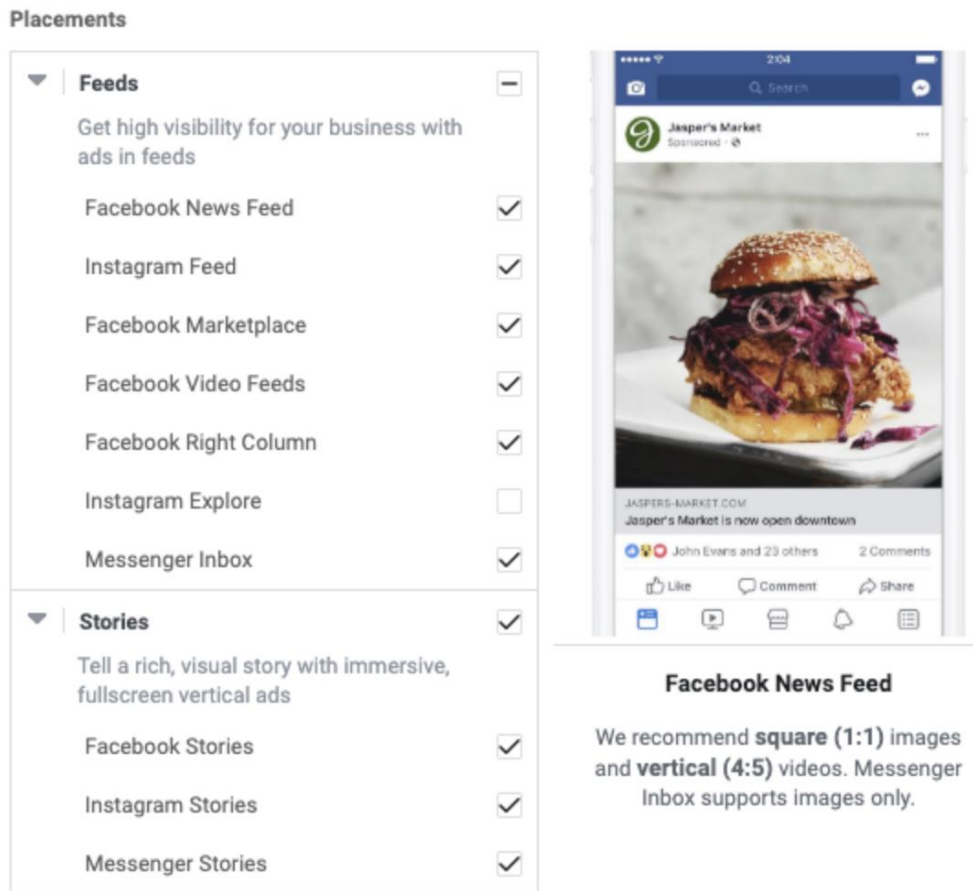 Placements
Feeds
Get high visibility for your business with
ads in feeds
Facebook News Feed
Instagram Feed
Facebook Marketplace
Facebook Video Feeds
Facebook Right Column
Instagram Explore
Messenger Inbox
Stories
Tell a rich, visual story with immersive,
fullscreen vertical ads
Facebook Stories
Instagram Stories
Messenger Stories
2:04
Search
Jasper's Market
Sponsored ·
JASPERS-MARKET.COM
Jasper's Market is now open downtown
John Evans and 23 others 2 Comments
Like Comment Share
Facebook News Feed
We recommend square (1:1) images
and vertical (4:5) videos. Messenger
Inbox supports images only.